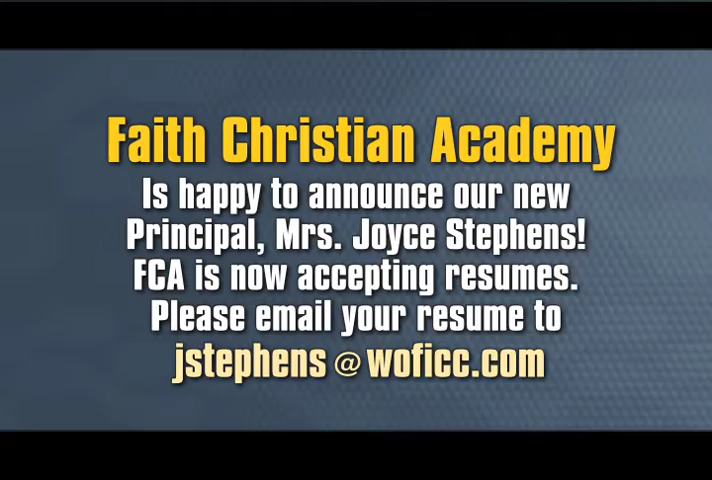 Faith Christian Academy
Is happy to announce our new
Principal, Mrs. Joyce Stephens!
FCA is now accepting resumes.
Please email your resume to
jstephens@woficc.com